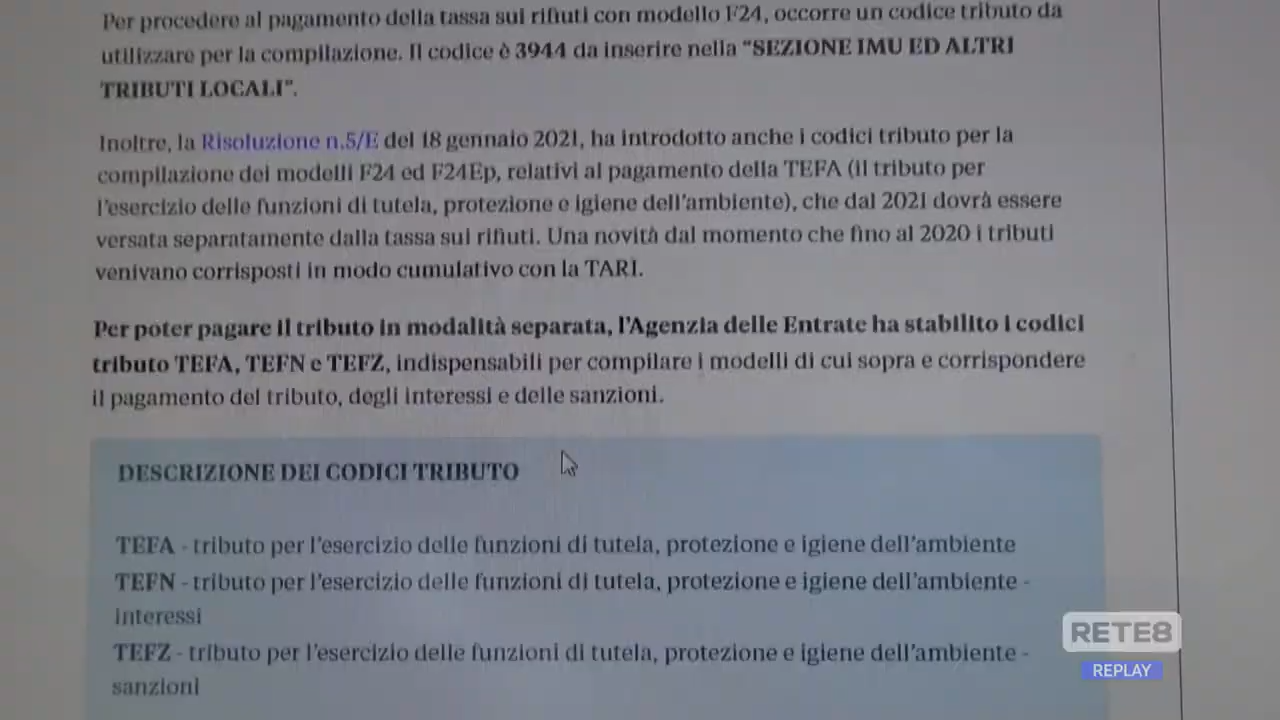 Per procedere al pagamento della tassa sui rifiuti con modello F24, occorre un codice tributo da
utilizzare per la compilazione. Il codice è 3944 da inserire nella "SEZIONE IMU ED ALTRI
TRIBUTI LOCALI".
Inoltre, la Risoluzione n.5/E del 18 gennaio 2021, ha introdotto anche i codici tributo per la
compilazione dei modelli F24 ed F24Ep, relativi al pagamento della TEFA (il tributo per
l'esercizio delle funzioni di tutela, protezione e igiene dell'ambiente), che dal 2021 dovrà essere
versata separatamente dalla tassa sui rifiuti. Una novità dal momento che fino al 2020 i tributi
venivano corrisposti in modo cumulativo con la TARI.
Per poter pagare il tributo in modalità separata, l'Agenzia delle Entrate ha stabilito i codici
tributo TEFA, TEFN e TEFZ, indispensabili per compilare i modelli di cui sopra e corrispondere
il pagamento del tributo, degli interessi e delle sanzioni.
DESCRIZIONE DEI CODICI TRIBUTO
TEFA - tributo per l'esercizio delle funzioni di tutela, protezione e igiene dell'ambiente
TEFN - tributo per l'esercizio delle funzioni di tutela, protezione e igiene dell'ambiente -
interessi
TEFZ - tributo per l'esercizio delle funzioni di tutela, protezione e igiene dell'ambiente -
sanzioni
RETE8
REPLAY